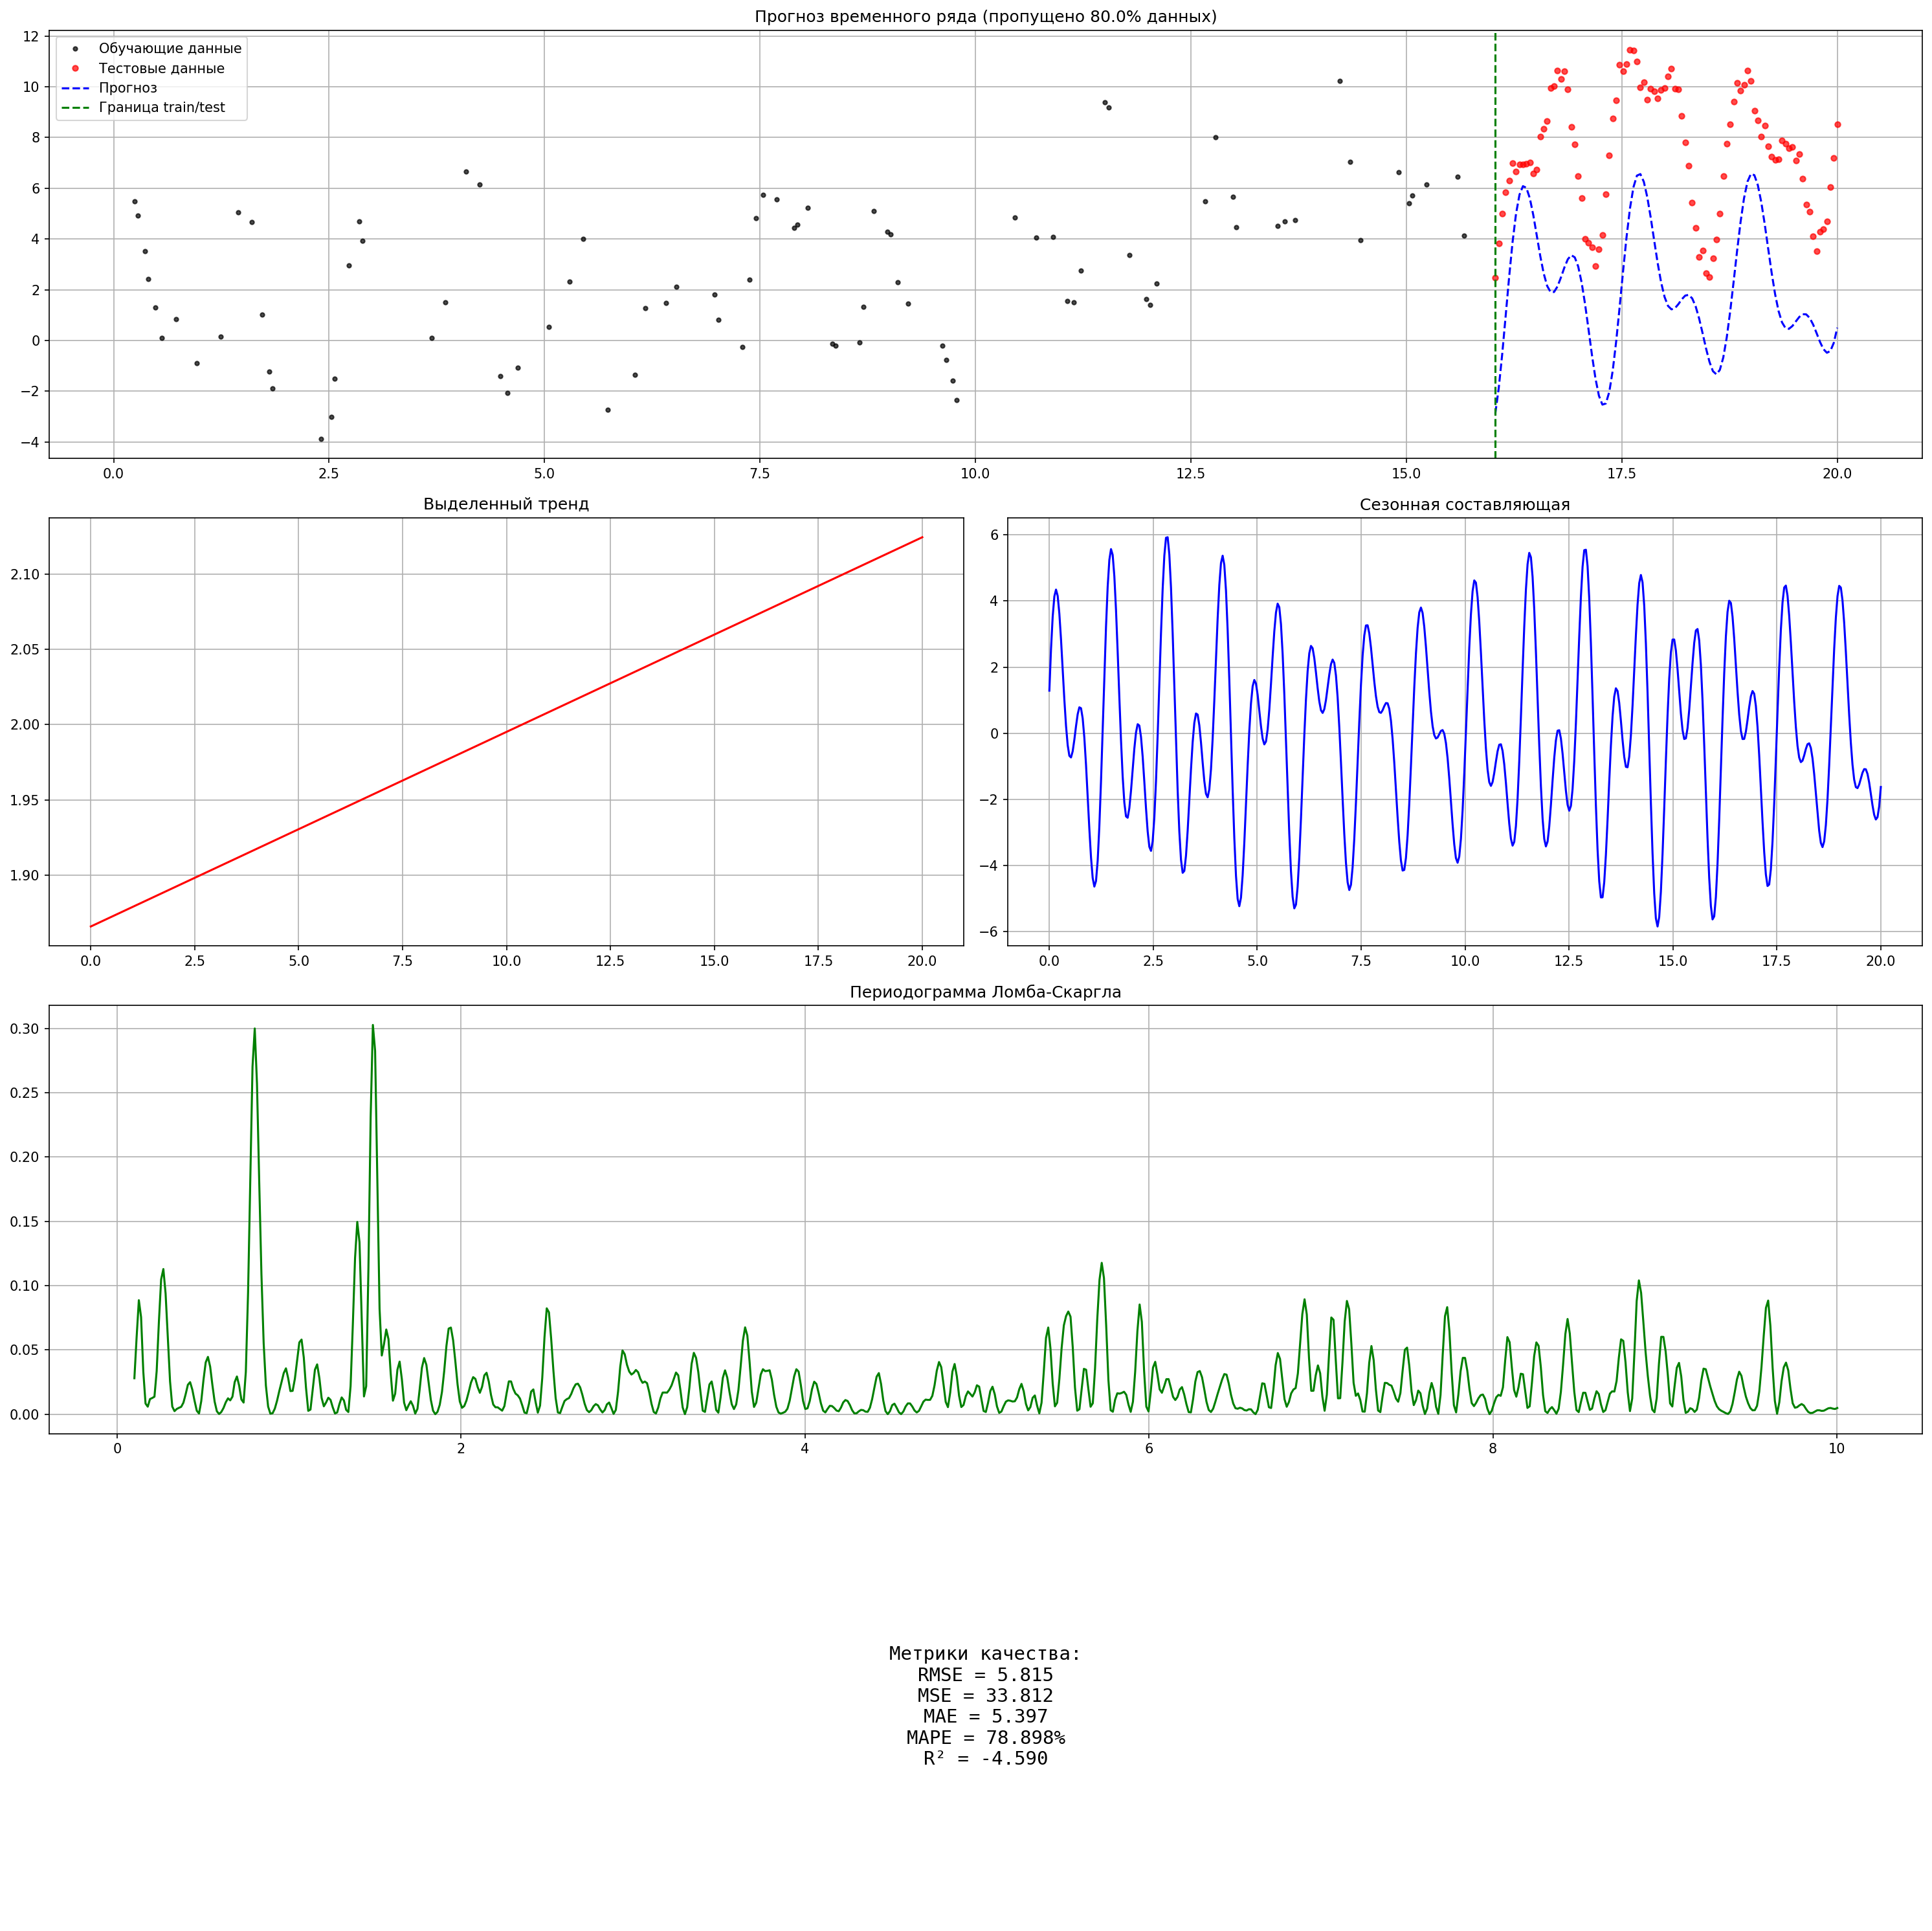 Прогноз временного ряда (пропущено 80.0% данных)
12
10
8
6
4
2
0
−2
−4
Обучающие данные
Тестовые данные
Прогноз
Граница train/test
0.0 2.5 5.0 7.5 10.0 12.5 15.0 17.5 20.0
Выделенный тренд
2.10
2.05
2.00
1.95
1.90
0.0 2.5 5.0 7.5 10.0 12.5 15.0 17.5 20.0
Сезонная составляющая
6
4
2
0
−2
−4
−6
0.0 2.5 5.0 7.5 10.0 12.5 15.0 17.5 20.0
Периодограмма Ломба-Скаргла
0.30
0.25
0.20
0.15
0.10
0.05
0.00
0 2 4 6 8 10
Метрики качества:
RMSE = 5.815
MSE = 33.812
MAE = 5.397
MAPE = 78.898%
R² = -4.590